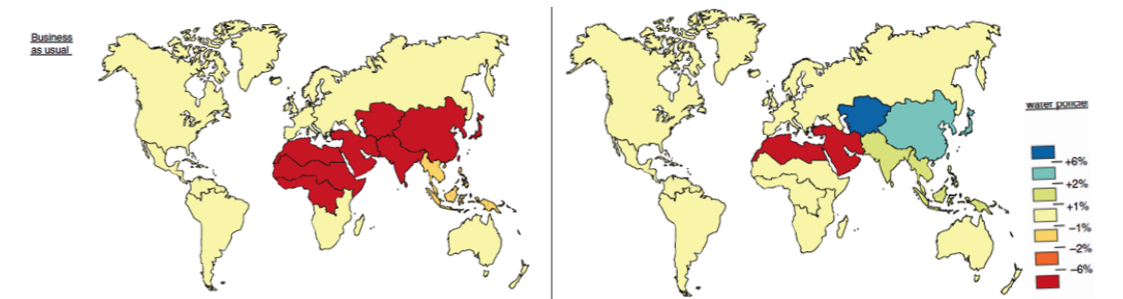 Business
as usual
water policie
+6%
+2%
+1%
−1%
−2%
−6%